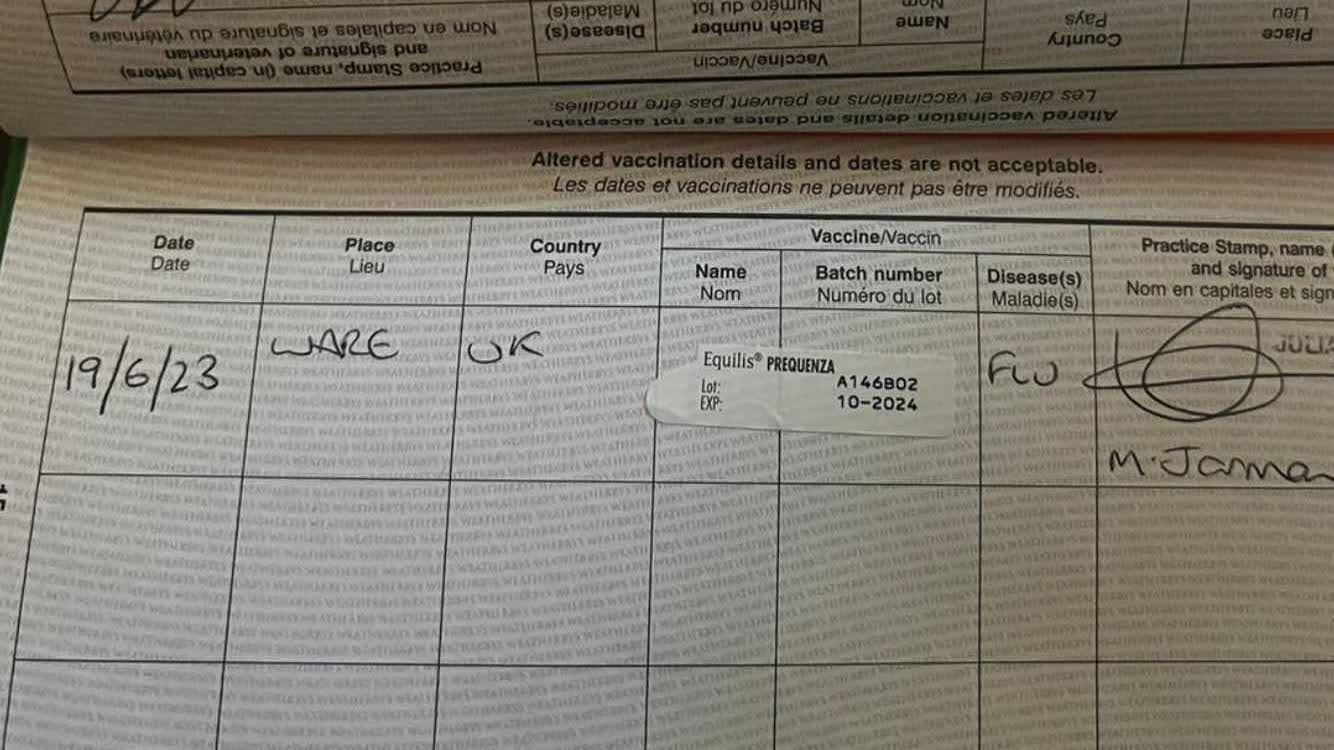 Nom en capitales et signature du vétérinaire
and signature of veterinarian
Practice Stamp, name (in capital letters)
Maladie(s)
Disease(s)
Numéro du lot
Batch number
Nom
Name
Vaccine/Vaccin
Pays
Country
Lieu
Place
Les dates et vaccinations ne peuvent pas être modifiés.
Altered vaccination details and dates are not acceptable.
Altered vaccination details and dates are not acceptable.
Les dates et vaccinations ne peuvent pas être modifiés.
Date
Date
Place
Lieu
Country
Pays
Vaccine/Vaccin
Name
Nom
Batch number
Numéro du lot
Disease(s)
Maladie(s)
Practice Stamp, name
and signature of
Nom en capitales et
19/6/23
WARE
UK
Equilis® PREQUENZA
Lot: A146B02
EXP: 10-2024
FLU
M.